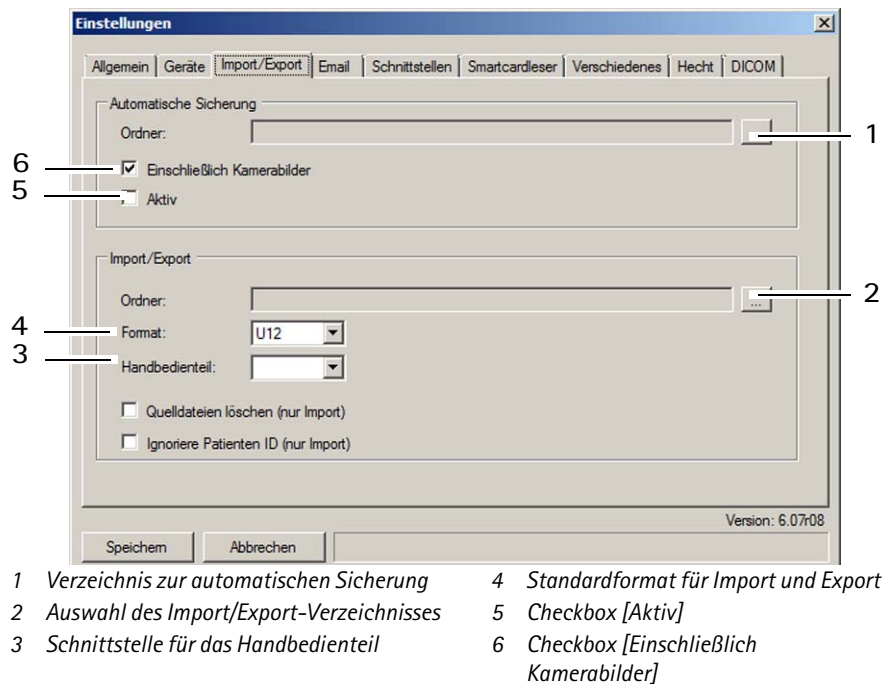 Einstellungen
Allgemein Geräte Import/Export Email Schnittstellen Smartcardleser Verschiedenes Hecht DICOM
Automatische Sicherung
Ordner:
1
6
Einschließlich Kamerabilder
5
Aktiv
Import/Export
Ordner:
...
2
4
Format: U12
3
Handbedienteil:
Quelldateien löschen (nur Import)
Ignoriere Patienten ID (nur Import)
Version: 6.07r08
Speichern Abbrechen
1 Verzeichnis zur automatischen Sicherung
2 Auswahl des Import/Export-Verzeichnisses
3 Schnittstelle für das Handbedienteil
4 Standardformat für Import und Export
5 Checkbox [Aktiv]
6 Checkbox [Einschließlich
Kamerabilder]